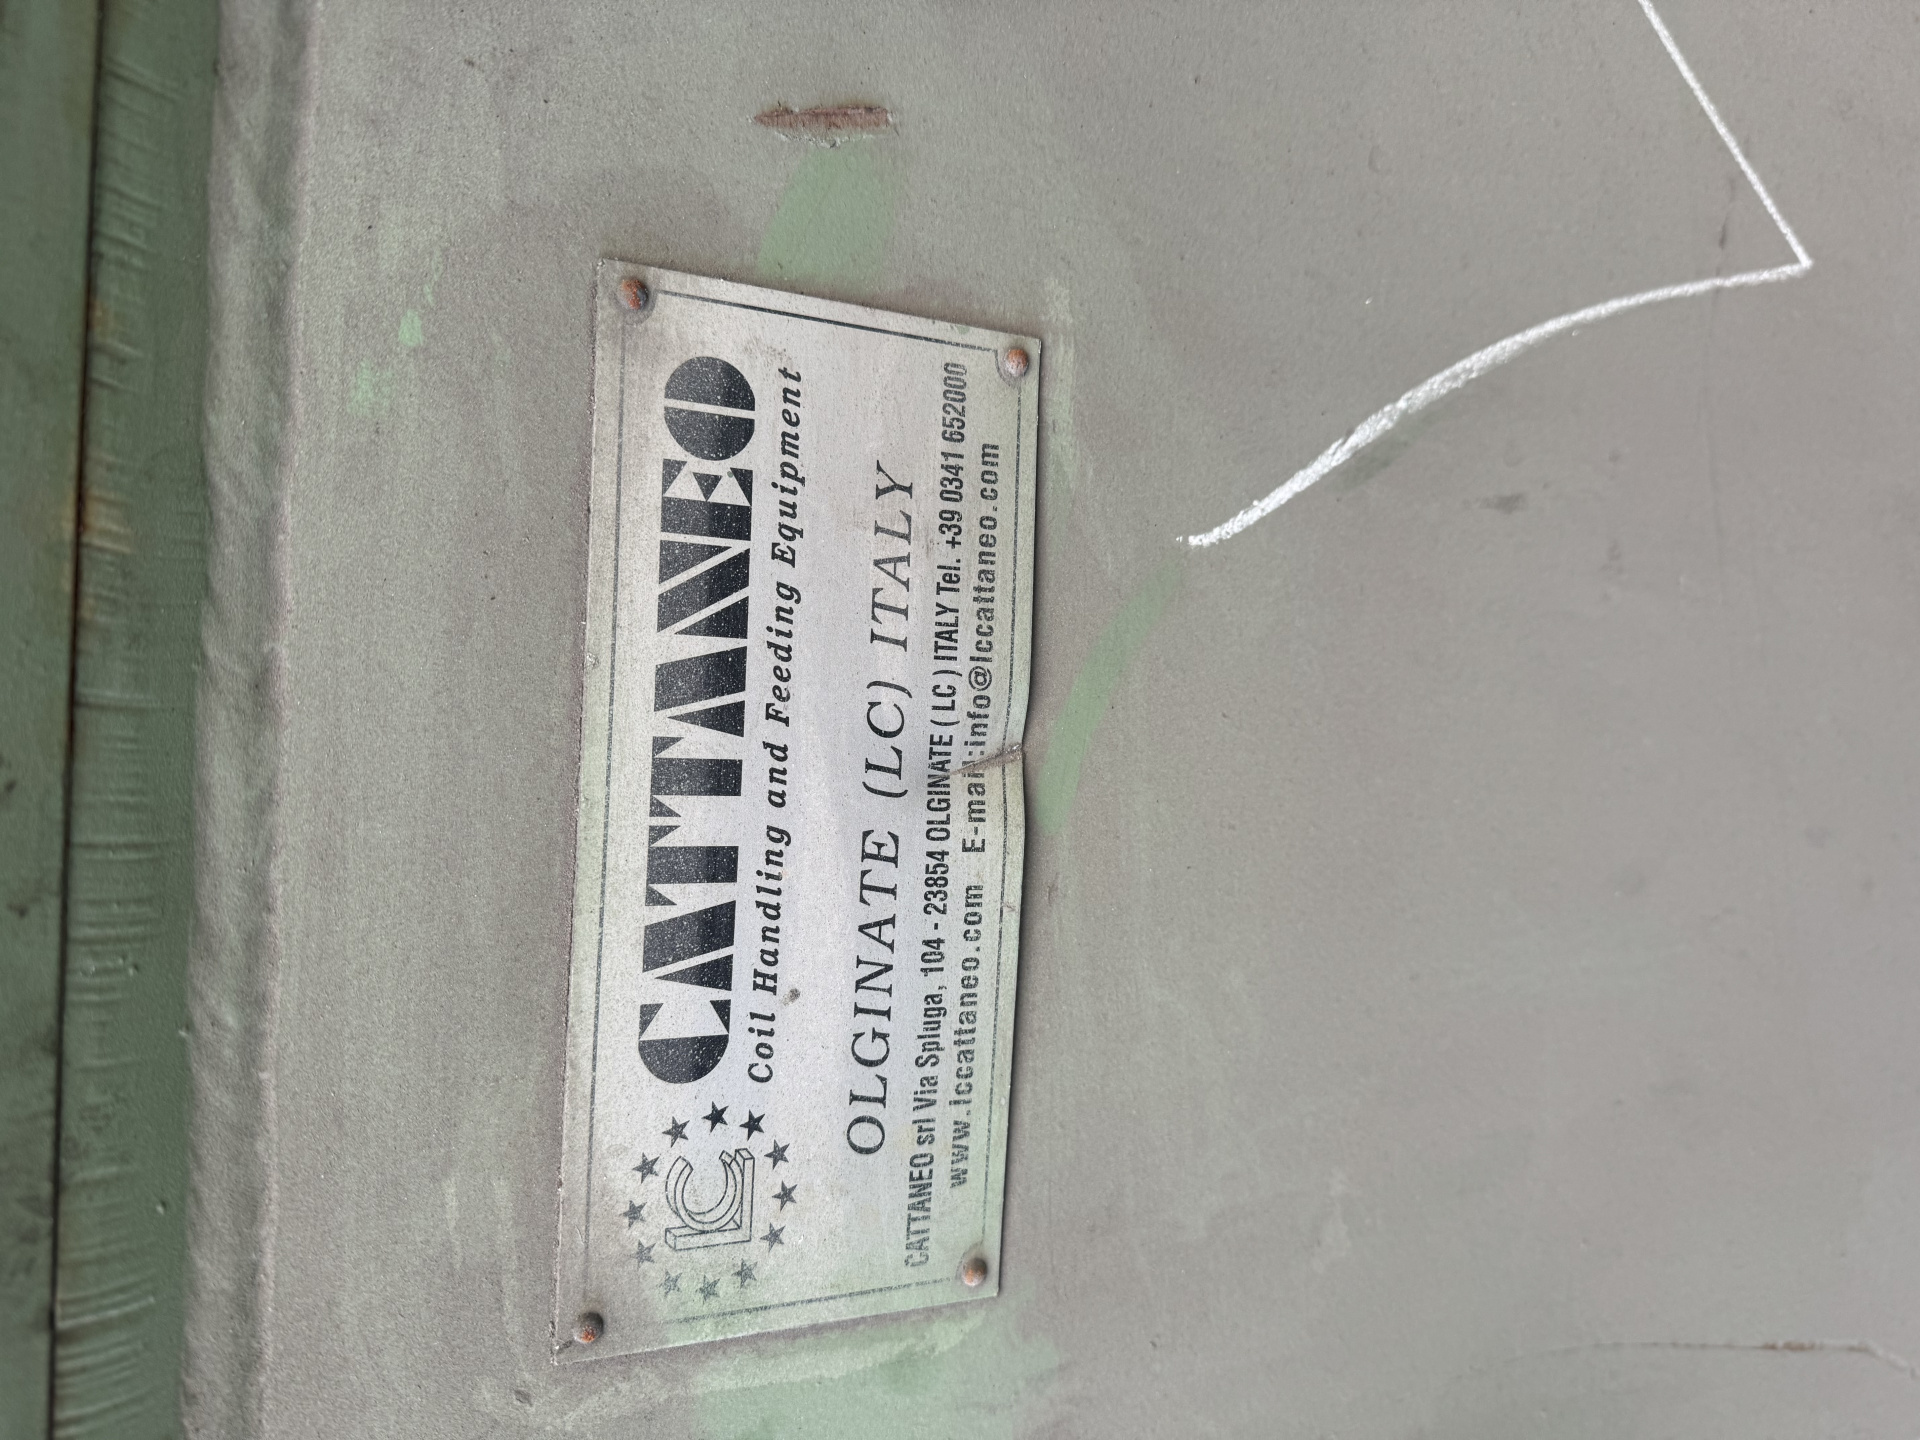 LC CATTANEO
Coil Handling and Feeding Equipment
OLGINATE (LC) ITALY
CATTANEO srl Via Spluga, 104 - 23854 OLGINATE ( LC ) ITALY Tel. +39 0341 652000
www.lccattaneo.com E-mail:info@lccattaneo.com